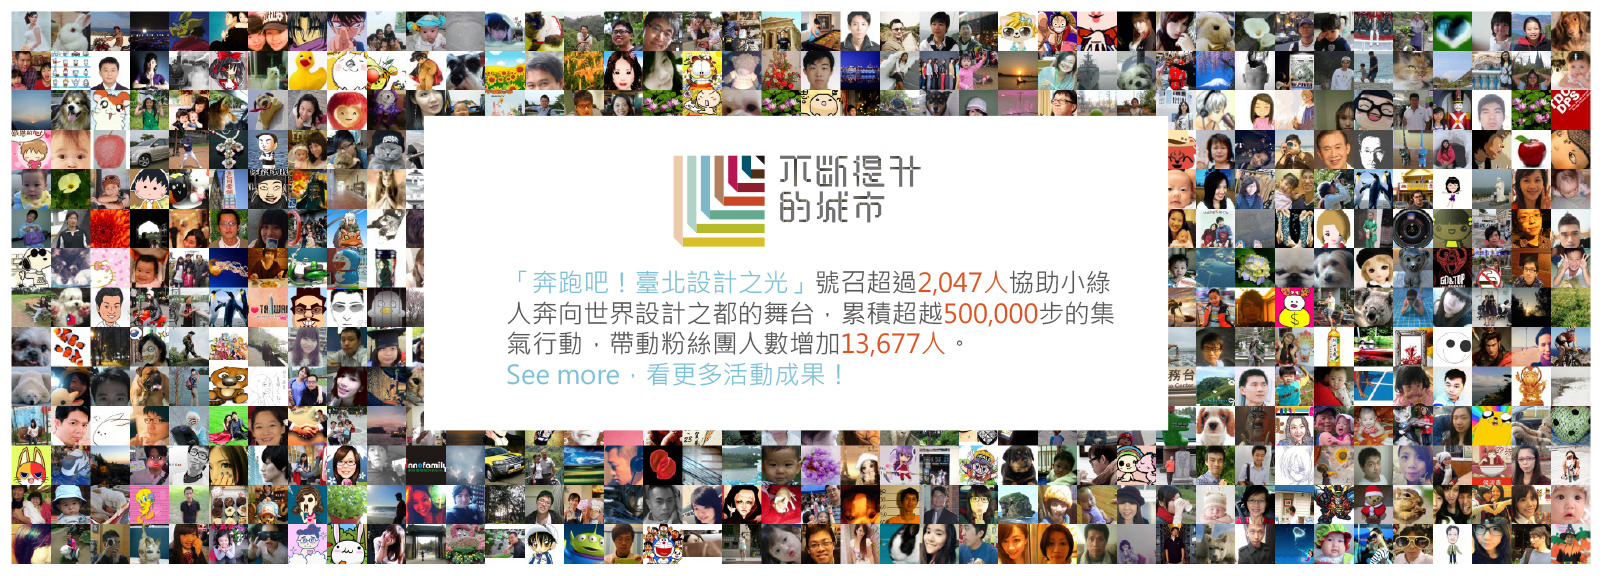 不斷提升
的城市
「奔跑吧！臺北設計之光」號召超過2,047人協助小綠
人奔向世界設計之都的舞台，累積超越500,000步的集
氣行動，帶動粉絲團人數增加13,677人。
See more，看更多活動成果！